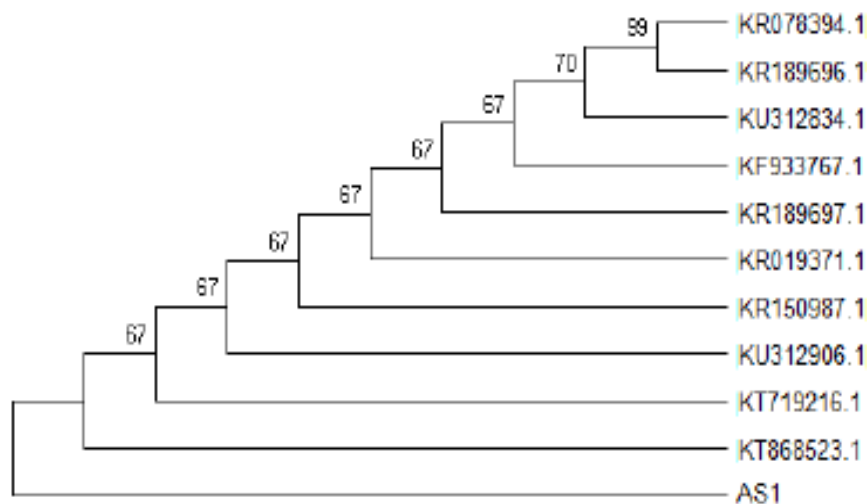 99
KR078394.1
70
KR189696.1
KU312834.1
67
KF933767.1
67
KR189697.1
67
KR019371.1
67
KR150987.1
67
KU312906.1
67
KT719216.1
KT868523.1
AS1